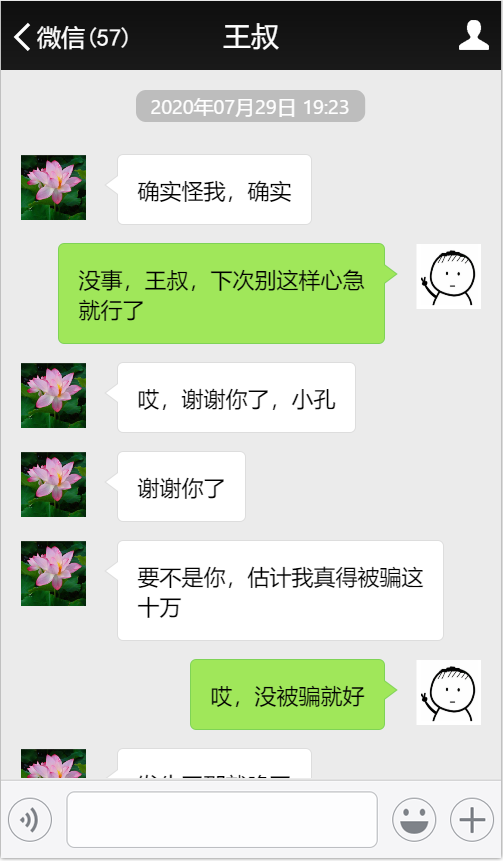 微信(57)
王叔
2020年07月29日 19:23
确实怪我，确实
没事，王叔，下次别这样心急
就行了
哎，谢谢你了，小孔
谢谢你了
要不是你，估计我真得被骗这
十万
哎，没被骗就好